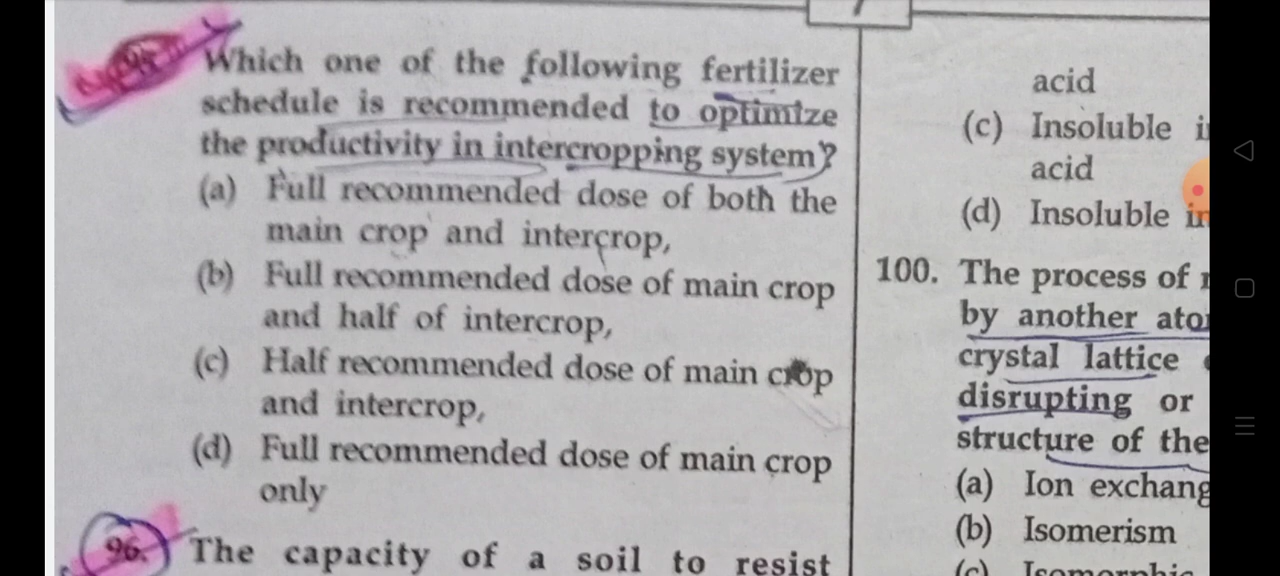 Which one of the following fertilizer
schedule is recommended to optimize
the productivity in intercropping system?
(a) Full recommended dose of both the
main crop and intercrop,
(b) Full recommended dose of main crop
and half of intercrop,
(c) Half recommended dose of main crop
and intercrop,
(d) Full recommended dose of main crop
only
96. The capacity of a soil to resist
acid
(c) Insoluble
acid
(d) Insoluble
100. The process of
by another
crystal lattice
disrupting or
structure of the
(a) Ion
(b) Isomerism
(c)